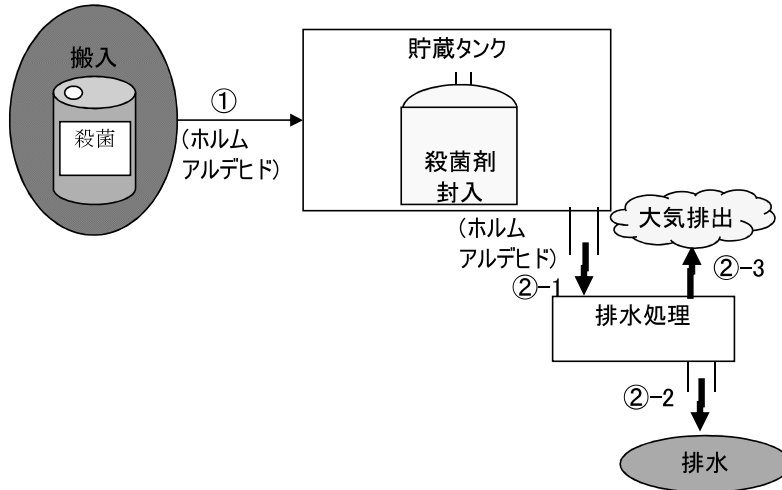 搬入
殺菌
①
(ホルム
アルデヒド)
貯蔵タンク
殺菌剤
封入
(ホルム
アルデヒド)
②-1
大気排出
②-3
排水処理
②-2
排水